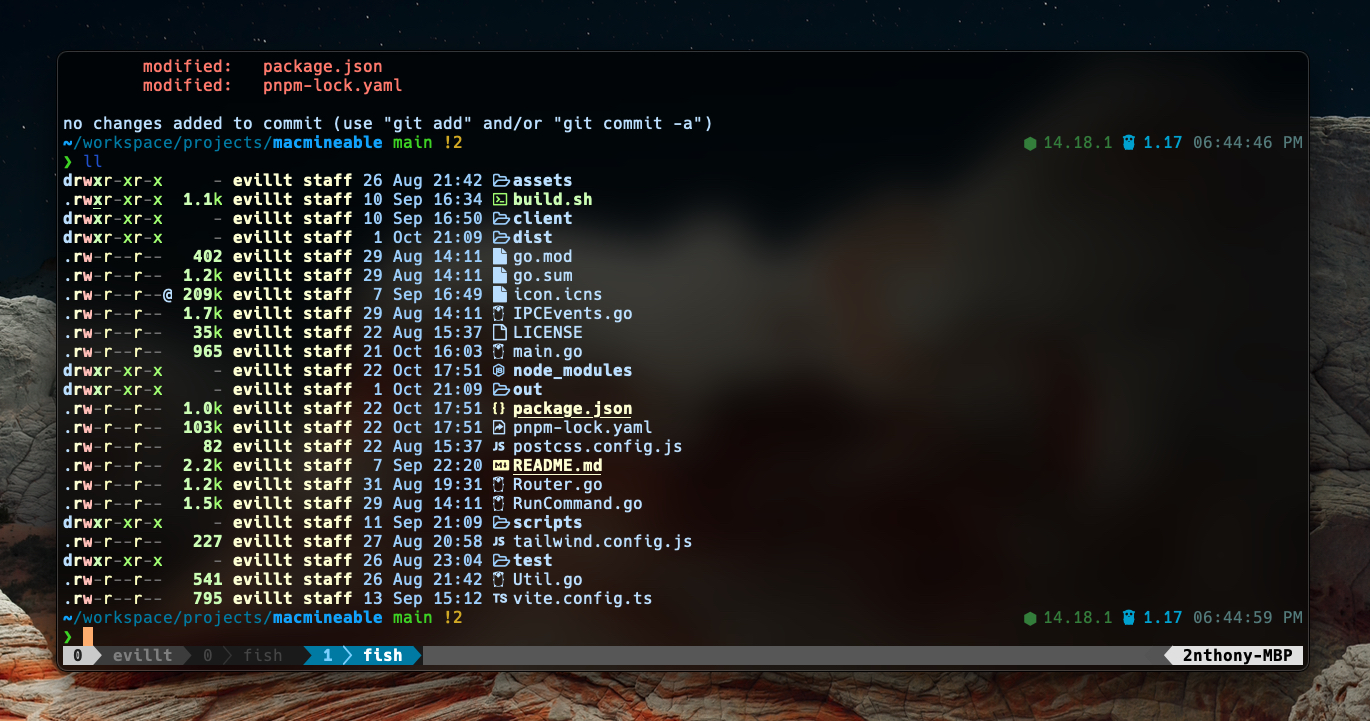 modified:   package.json
modified:   pnpm-lock.yaml
no changes added to commit (use "git add" and/or "git commit -a")
~/workspace/projects/macmineable main !2 14.18.1 1.17 06:44:46 PM
❯ ll
drwxr-xr-x     - evillt staff 26 Aug 21:42 assets
.rwxr-xr-x  1.1k evillt staff 10 Sep 16:34 build.sh
drwxr-xr-x     - evillt staff 10 Sep 16:50 client
drwxr-xr-x     - evillt staff  1 Oct 21:09 dist
.rw-r--r--   402 evillt staff 29 Aug 14:11 go.mod
.rw-r--r--  1.2k evillt staff 29 Aug 14:11 go.sum
.rw-r--r--@ 209k evillt staff  7 Sep 16:49 icon.icns
.rw-r--r--  1.7k evillt staff 29 Aug 14:11 IPCEvents.go
.rw-r--r--   35k evillt staff 22 Aug 15:37 LICENSE
.rw-r--r--   965 evillt staff 21 Oct 16:03 main.go
drwxr-xr-x     - evillt staff 22 Oct 17:51 node_modules
drwxr-xr-x     - evillt staff  1 Oct 21:09 out
.rw-r--r--  1.0k evillt staff 22 Oct 17:51 {} package.json
.rw-r--r--  103k evillt staff 22 Oct 17:51 pnpm-lock.yaml
.rw-r--r--    82 evillt staff 22 Aug 15:37 JS postcss.config.js
.rw-r--r--  2.2k evillt staff  7 Sep 22:20 README.md
.rw-r--r--  1.2k evillt staff 31 Aug 19:31 Router.go
.rw-r--r--  1.5k evillt staff 29 Aug 14:11 RunCommand.go
drwxr-xr-x     - evillt staff 11 Sep 21:09 scripts
.rw-r--r--   227 evillt staff 27 Aug 20:58 JS tailwind.config.js
drwxr-xr-x     - evillt staff 26 Aug 23:04 test
.rw-r--r--   541 evillt staff 26 Aug 21:42 Util.go
.rw-r--r--   795 evillt staff 13 Sep 15:12 TS vite.config.ts
~/workspace/projects/macmineable main !2 14.18.1 1.17 06:44:59 PM
❯
0 evillt 0 fish 1 fish 2nthony-MBP